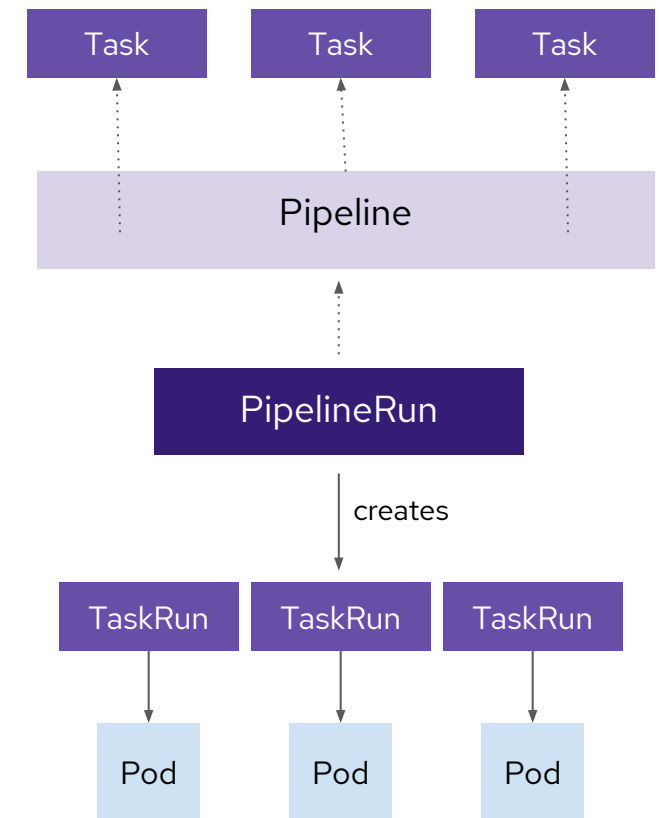 Task
Task
Task
Pipeline
PipelineRun
creates
TaskRun
TaskRun
TaskRun
Pod
Pod
Pod